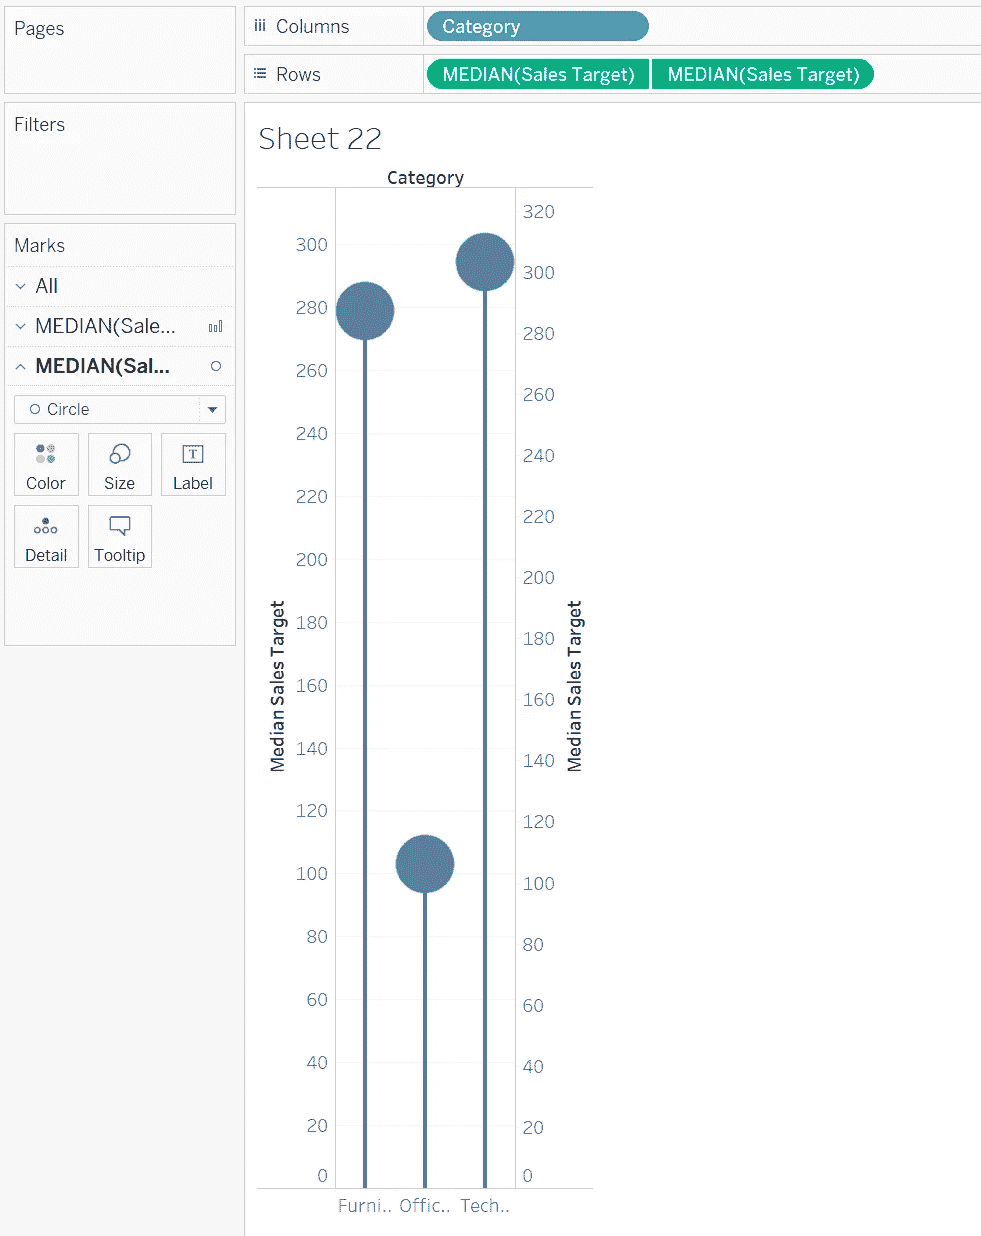 Pages
Columns
Category
Rows
MEDIAN(Sales Target)
MEDIAN(Sales Target)
Filters
Marks
All
MEDIAN(Sale...
MEDIAN(Sal...
Circle
Color
Size
Label
Detail
Tooltip
Sheet 22
Category
300
280
260
240
220
200
180
160
140
120
100
80
60
40
20
0
Median Sales Target
320
300
280
260
240
220
200
180
160
140
120
100
80
60
40
20
0
Median Sales Target
Furni.. Offic.. Tech..